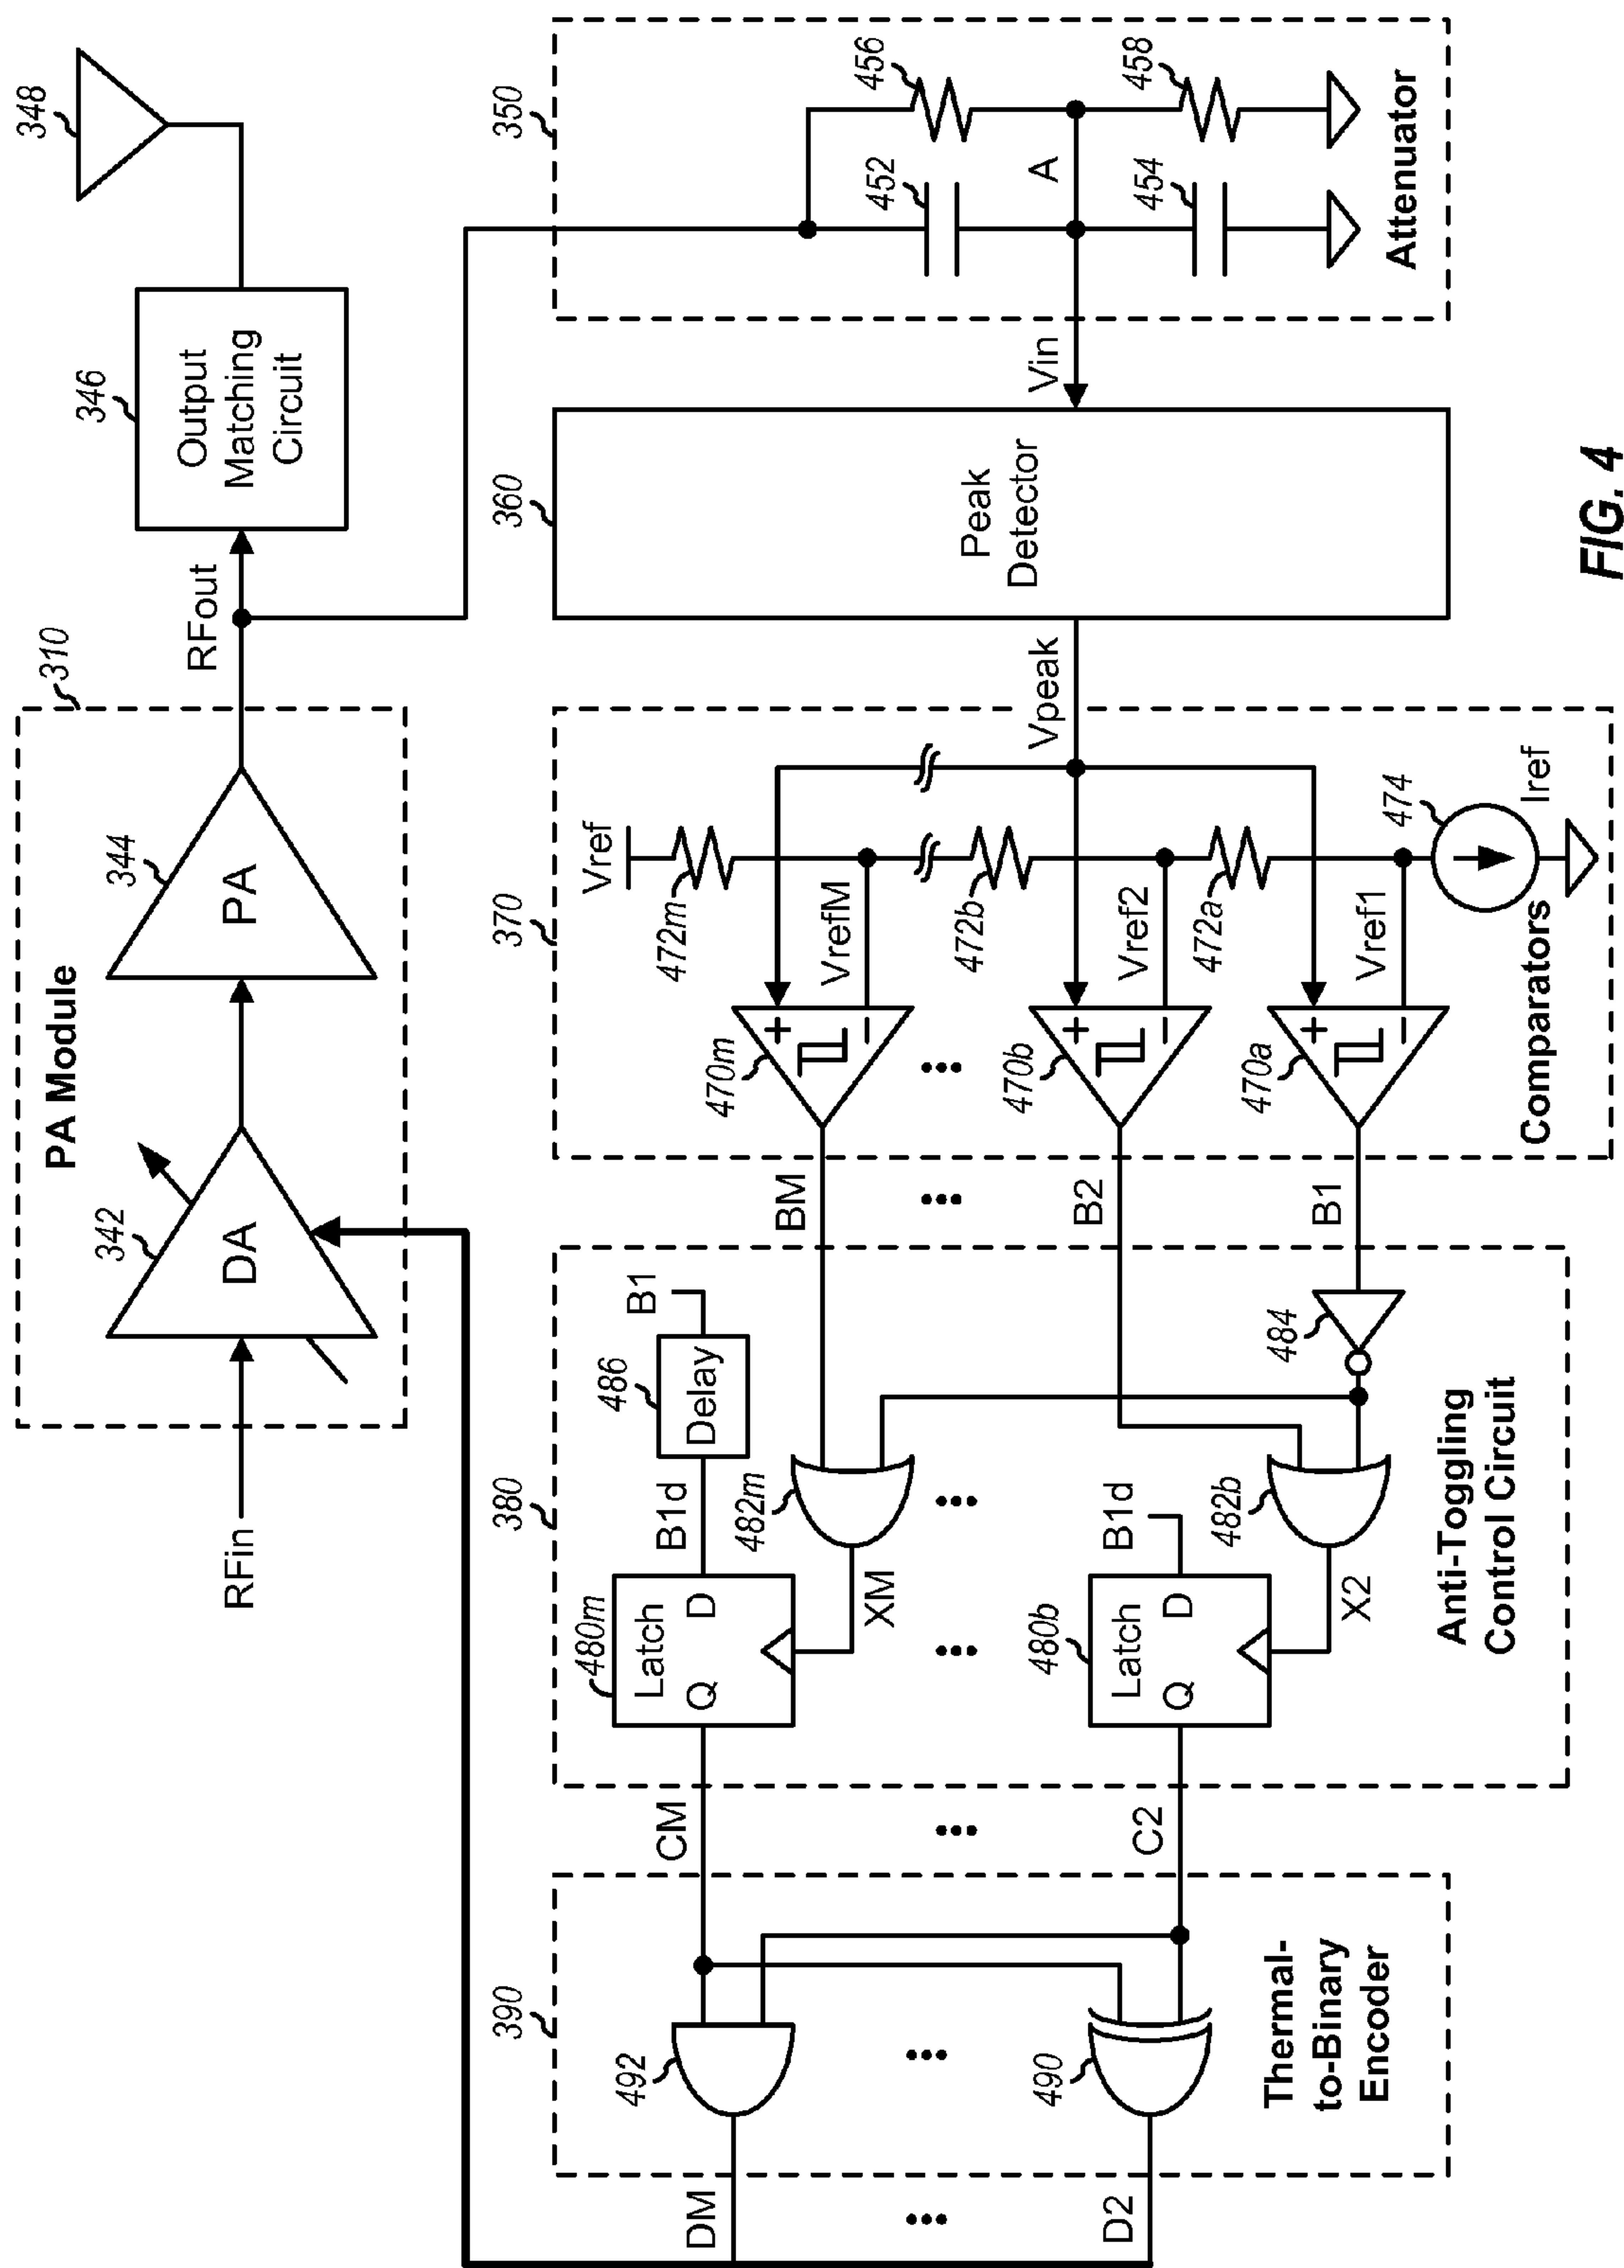 348
346
Output
Matching
Circuit
RFout
310
PA Module
344
PA
342
DA
RFin
350
456
452
A
458
454
Attenuator
Vin
360
Peak
Detector
Vpeak
370
Vref
472m
VrefM
472b
Vref2
472a
Vref1
474
Iref
470m
+
−
470b
+
−
470a
+
−
Comparators
BM
B2
B1
380
B1
486
Delay
B1d
482m
XM
480m
Latch
D
Q
484
482b
B1d
X2
480b
Latch
D
Q
Anti-Toggling
Control Circuit
CM
C2
390
492
490
Thermal-
to-Binary
Encoder
DM
D2
FIG. 4